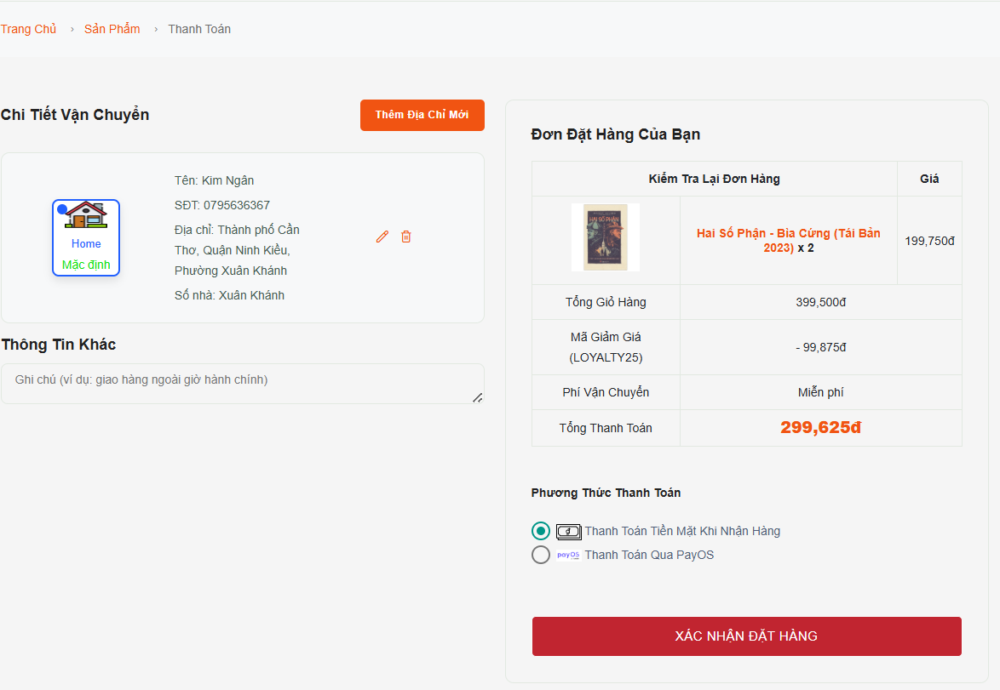 Trang Chủ › Sản Phẩm › Thanh Toán
Chi Tiết Vận Chuyển
Thêm Địa Chỉ Mới
Home
Mặc định
Tên: Kim Ngân
SĐT: 0795636367
Địa chỉ: Thành phố Cần
Thơ, Quận Ninh Kiều,
Phường Xuân Khánh
Số nhà: Xuân Khánh
Thông Tin Khác
Ghi chú (ví dụ: giao hàng ngoài giờ hành chính)
Đơn Đặt Hàng Của Bạn
Kiểm Tra Lại Đơn Hàng
Giá
HAI SỐ PHẬN
Hai Số Phận - Bìa Cứng (Tái Bản
2023) x 2
199,750đ
Tổng Giỏ Hàng
399,500đ
Mã Giảm Giá
(LOYALTY25)
- 99,875đ
Phí Vận Chuyển
Miễn phí
Tổng Thanh Toán
299,625đ
Phương Thức Thanh Toán
đ
Thanh Toán Tiền Mặt Khi Nhận Hàng
payOS
Thanh Toán Qua PayOS
XÁC NHẬN ĐẶT HÀNG